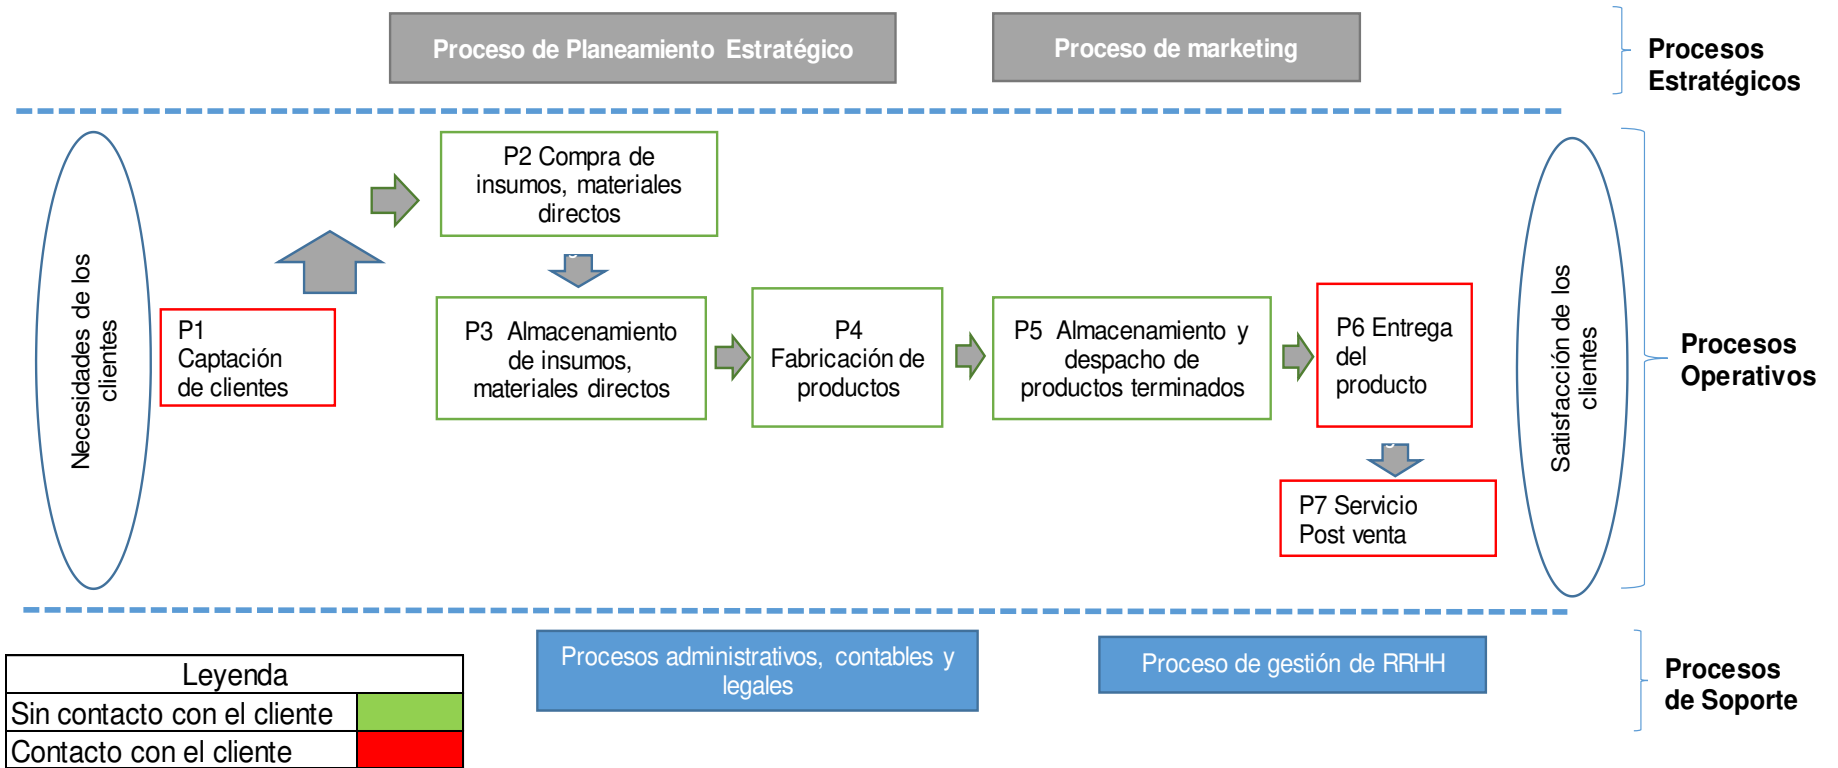 Proceso de Planeamiento Estratégico
Proceso de marketing
Procesos
Estratégicos
Necesidades de los
clientes
P1
Captación
de clientes
P2 Compra de
insumos, materiales
directos
P3 Almacenamiento
de insumos,
materiales directos
P4
Fabricación de
productos
P5 Almacenamiento y
despacho de
productos terminados
P6 Entrega
del
producto
P7 Servicio
Post venta
Satisfacción de los
clientes
Procesos
Operativos
Procesos administrativos, contables y
legales
Proceso de gestión de RRHH
Procesos
de Soporte
Leyenda
Sin contacto con el cliente
Contacto con el cliente